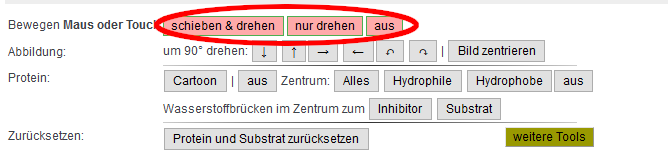 Bewegen Maus oder Touch schieben & drehen nur drehen aus
Abbildung: um 90° drehen: ↓ ↑ → ← ↶ ↷ | Bild zentrieren
Protein: Cartoon | aus Zentrum: Alles Hydrophile Hydrophobe aus
Wasserstoffbrücken im Zentrum zum Inhibitor Substrat
Zurücksetzen: Protein und Substrat zurücksetzen weitere Tools